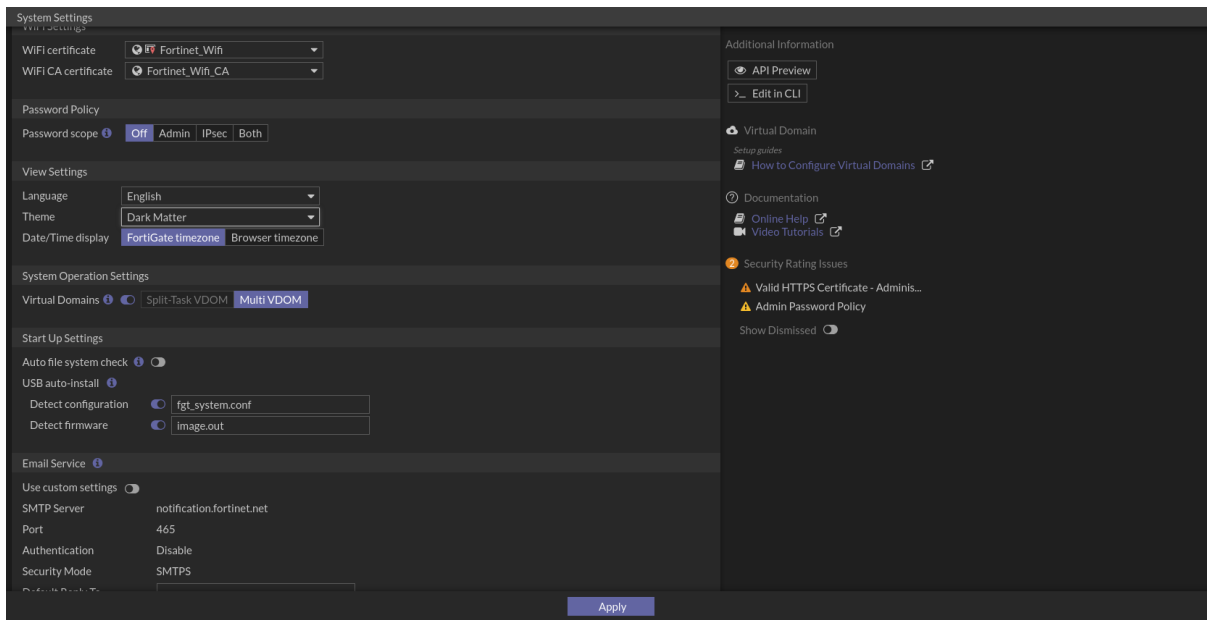 System Settings
WiFi Settings
WiFi certificate Fortinet_Wifi
WiFi CA certificate Fortinet_Wifi_CA
Password Policy
Password scope Off Admin IPsec Both
View Settings
Language English
Theme Dark Matter
Date/Time display FortiGate timezone Browser timezone
System Operation Settings
Virtual Domains Split-Task VDOM Multi VDOM
Start Up Settings
Auto file system check
USB auto-install
Detect configuration fgt_system.conf
Detect firmware image.out
Email Service
Use custom settings
SMTP Server notification.fortinet.net
Port 465
Authentication Disable
Security Mode SMTPS
Default Reply To
Additional Information
API Preview
>_ Edit in CLI
Virtual Domain
Setup guides
How to Configure Virtual Domains
Documentation
Online Help
Video Tutorials
2 Security Rating Issues
Valid HTTPS Certificate - Adminis...
Admin Password Policy
Show Dismissed
Apply